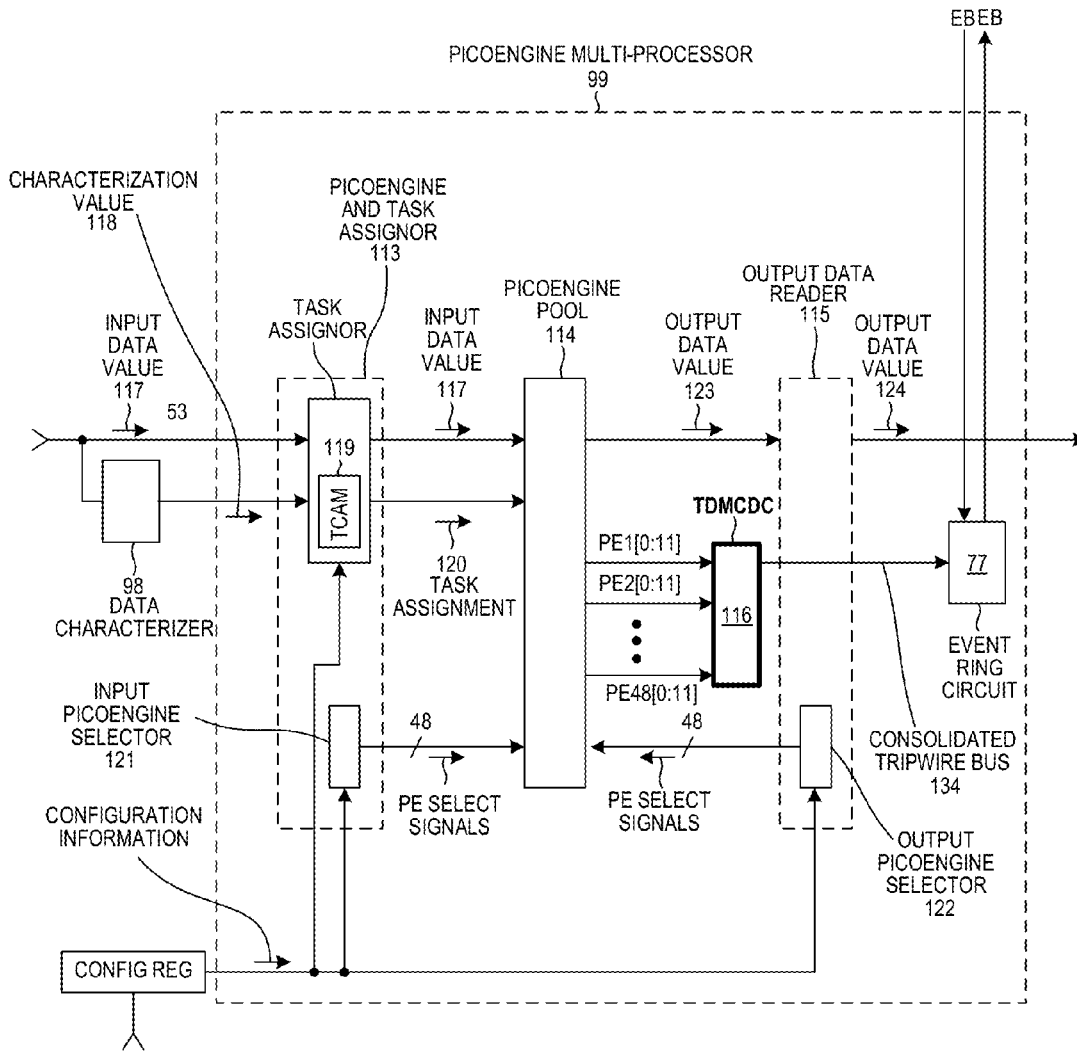 EB EB
PICOENGINE MULTI-PROCESSOR
99
CHARACTERIZATION
VALUE
118
PICOENGINE
AND TASK
ASSIGNOR
113
TASK
ASSIGNOR
INPUT
DATA
VALUE
117
53
INPUT
DATA
VALUE
117
PICOENGINE
POOL
114
OUTPUT
DATA
VALUE
123
OUTPUT DATA
READER
115
OUTPUT
DATA
VALUE
124
119
TCAM
120
TASK
ASSIGNMENT
98
DATA
CHARACTERIZER
TDMCDC
PE1[0:11]
PE2[0:11]
PE48[0:11]
116
77
EVENT
RING
CIRCUIT
INPUT
PICOENGINE
SELECTOR
121
48
PE SELECT
SIGNALS
48
PE SELECT
SIGNALS
CONSOLIDATED
TRIPWIRE BUS
134
OUTPUT
PICOENGINE
SELECTOR
122
CONFIGURATION
INFORMATION
CONFIG REG